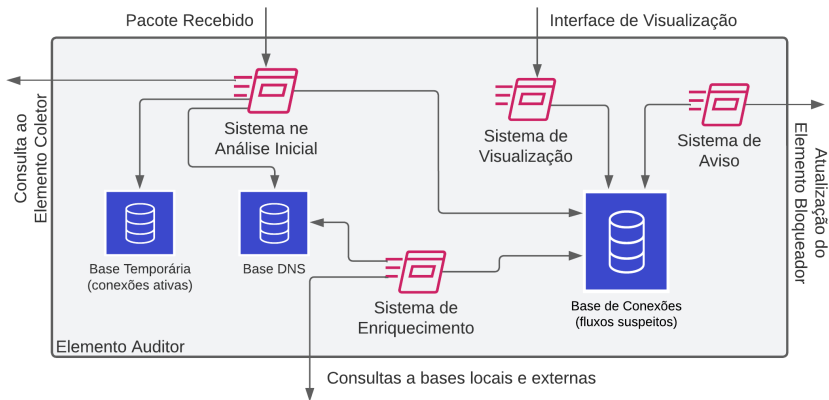 Pacote Recebido
Interface de Visualização
Consulta ao
Elemento Coletor
Sistema ne
Análise Inicial
Sistema de
Visualização
Sistema de
Aviso
Atualização do
Elemento Bloqueador
Base Temporária
(conexões ativas)
Base DNS
Sistema de
Enriquecimento
Base de Conexões
(fluxos suspeitos)
Elemento Auditor
Consultas a bases locais e externas